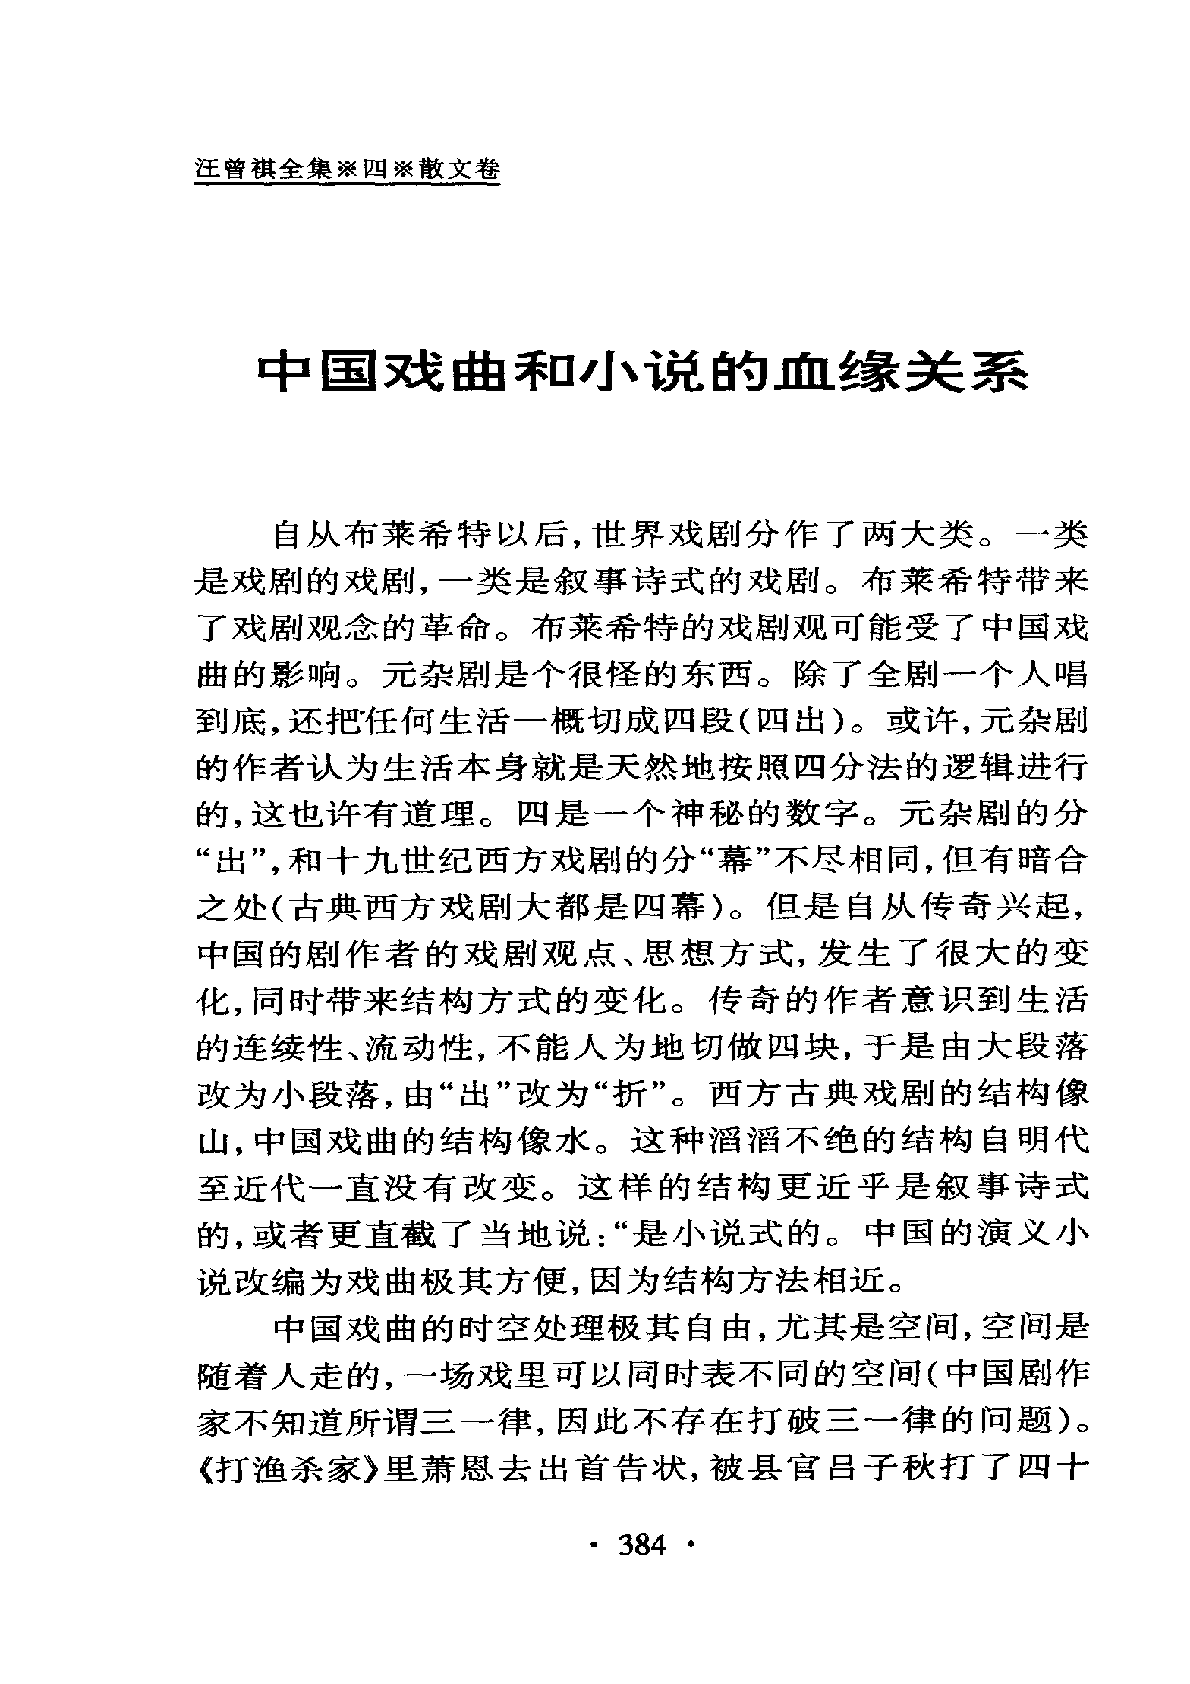 汪曾祺全集※四※散文卷
中国戏曲和小说的血缘关系
自从布莱希特以后,世界戏剧分作了两大类。一类
是戏剧的戏剧,一类是叙事诗式的戏剧。布莱希特带来
了戏剧观念的革命。布莱希特的戏剧观可能受了中国戏
曲的影响。元杂剧是个很怪的东西。除了全剧一个人唱
到底,还把任何生活一概切成四段(四出)。或许,元杂剧
的作者认为生活本身就是天然地按照四分法的逻辑进行
的,这也许有道理。四是一个神秘的数字。元杂剧的分
“出”,和十九世纪西方戏剧的分“幕”不尽相同,但有暗合
之处(古典西方戏剧大都是四幕)。但是自从传奇兴起,
中国的剧作者的戏剧观点、思想方式,发生了很大的变
化,同时带来结构方式的变化。传奇的作者意识到生活
的连续性、流动性,不能人为地切做四块,于是由大段落
改为小段落,由“出”改为“折”。西方古典戏剧的结构像
山,中国戏曲的结构像水。这种滔滔不绝的结构自明代
至近代一直没有改变。这样的结构更近乎是叙事诗式
的,或者更直截了当地说:“是小说式的。中国的演义小
说改编为戏曲极其方便,因为结构方法相近。
中国戏曲的时空处理极其自由,尤其是空间,空间是
随着人走的,一场戏里可以同时表不同的空间(中国剧作
家不知道所谓三一律,因此不存在打破三一律的问题)。
《打渔杀家》里萧恩去出首告状,被县官吕子秋打了四十
· 384 ·